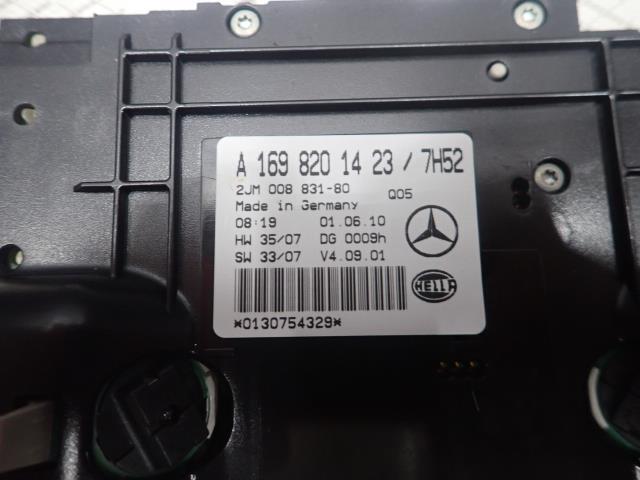 A 169 820 14 23 / 7H52
2JM 008 831-80 Q05
Made in Germany
08:19 01.06.10
HW 35/07 DG 0009h
SW 33/07 V4.09.01
HELLA
*0130754329*